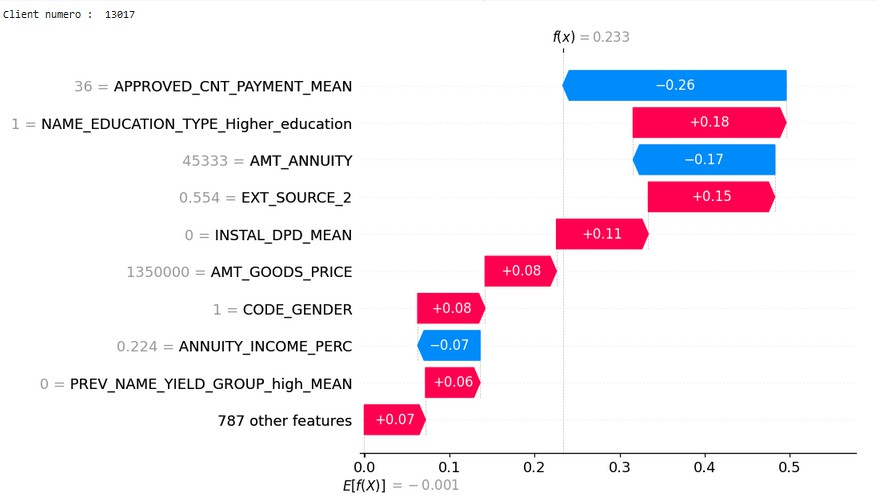 Client numero : 13017
f(x) = 0.233
36 = APPROVED_CNT_PAYMENT_MEAN −0.26
1 = NAME_EDUCATION_TYPE_Higher_education +0.18
45333 = AMT_ANNUITY −0.17
0.554 = EXT_SOURCE_2 +0.15
0 = INSTAL_DPD_MEAN +0.11
1350000 = AMT_GOODS_PRICE +0.08
1 = CODE_GENDER +0.08
0.224 = ANNUITY_INCOME_PERC −0.07
0 = PREV_NAME_YIELD_GROUP_high_MEAN +0.06
787 other features +0.07
0.0 0.1 0.2 0.3 0.4 0.5
E[f(X)] = −0.001